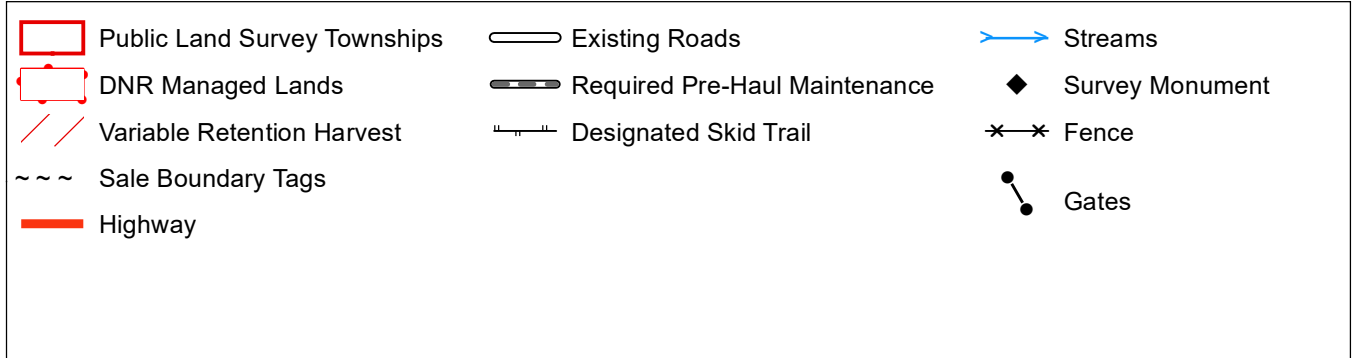 Public Land Survey Townships
DNR Managed Lands
Variable Retention Harvest
Sale Boundary Tags
Highway
Existing Roads
Required Pre-Haul Maintenance
Designated Skid Trail
Streams
Survey Monument
Fence
Gates